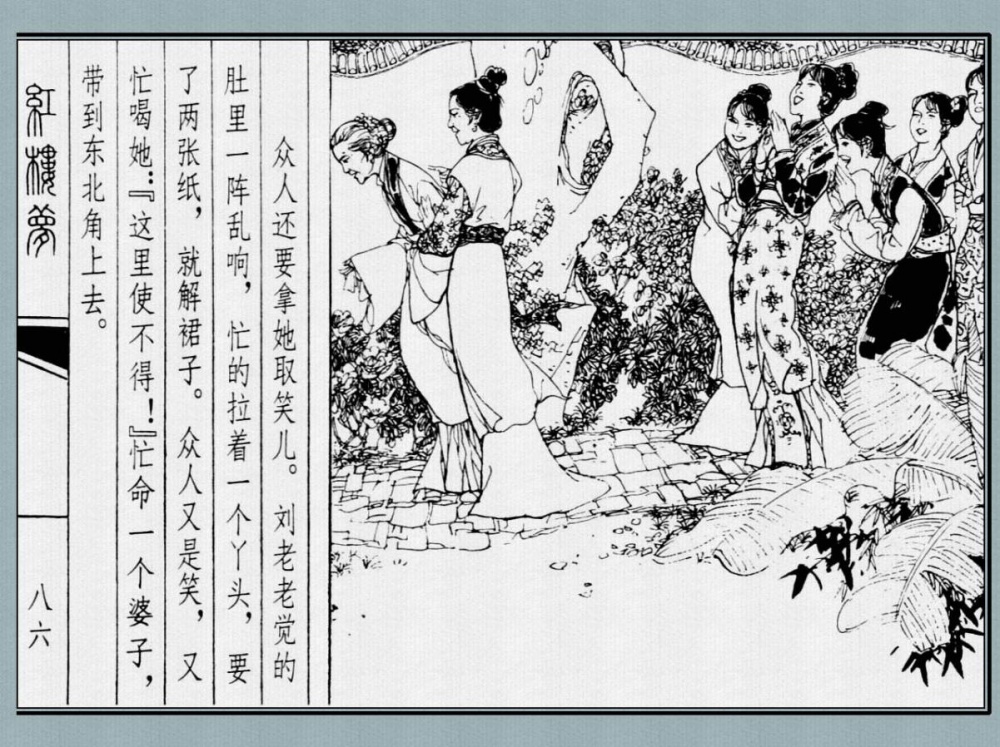 众人还要拿她取笑儿。刘老老觉的
肚里一阵乱响，忙的拉着一个丫头，要
了两张纸，就解裙子。众人又是笑，又
忙喝她：『这里使不得！』忙命一个婆子，
带到东北角上去。
紅樓夢
八六